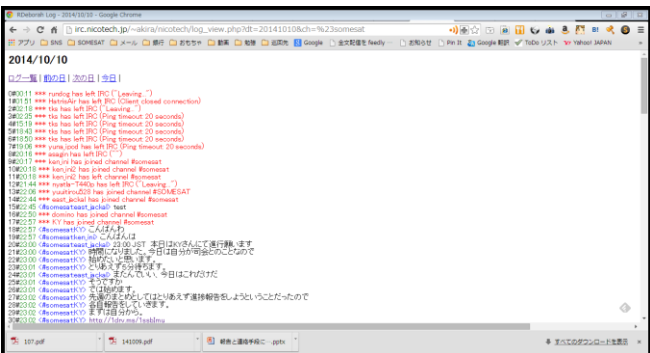 RDeborah Log - 2014/10/10 - Google Chrome
irc.nicotech.jp/~akira/nicotech/log_view.php?dt=20141010&ch=%23somesat
アプリ SNS SOMESAT メール 銀行 おもちゃ 動画 勉強 Google 全文配信をfeedly… お知らせ Pin It Google 翻訳 ToDo リスト Yahoo! JAPAN
2014/10/10
ログ一覧 | 前の日 | 次の日 | 今日 |
0#00:11 *** rundog has left IRC ("Leaving...")
1#01:51 *** HatrisAir has left IRC (Client closed connection)
2#02:18 *** tks has left IRC ("Leaving...")
3#02:35 *** tks has left IRC (Ping timeout: 20 seconds)
4#15:19 *** tks has left IRC (Ping timeout: 20 seconds)
5#18:43 *** tks has left IRC (Ping timeout: 20 seconds)
6#18:50 *** tks has left IRC (Ping timeout: 20 seconds)
7#19:06 *** yuna_ipod has left IRC (Ping timeout: 20 seconds)
8#20:16 *** asagin has left IRC ("")
9#20:17 *** ken_ini has joined channel #somesat
10#20:18 *** ken_ini2 has joined channel #somesat
11#20:18 *** ken_ini2 has left channel #somesat
12#21:44 *** nyatla-T440p has left IRC ("Leaving...")
13#22:06 *** yuuitirou528 has joined channel #SOMESAT
14#22:44 *** east_jackal has joined channel #somesat
15#22:45 <#somesat:east_jackal> test
16#22:50 *** domino has joined channel #somesat
17#22:57 *** KY has joined channel #somesat
18#22:57 <#somesat:KY> こんばんわ
19#22:57 <#somesat:ken_ini> こんばんは
20#23:00 <#somesat:east_jackal> 23:00 JST 本日はKYさんにて進行願います
21#23:00 <#somesat:KY> 時間になりました。今日は自分が司会とのことなので
22#23:00 <#somesat:KY> 始めたいと思います。
23#23:01 <#somesat:KY> とりあえず5分待ちます。
24#23:01 <#somesat:east_jackal> またんでいい、今日はこれだけだ
25#23:01 <#somesat:KY> そうですか
26#23:01 <#somesat:KY> では始めます。
27#23:02 <#somesat:KY> 先週のまとめとしてはとりあえず進捗報告をしようということだったので
28#23:02 <#somesat:KY> 各自報告をしていきます。
29#23:02 <#somesat:KY> まずは自分から。
30#23:02 <#somesat:KY> http://1drv.ms/1ssbImu
107.pdf 141009.pdf 報告と連絡手段に….pptx すべてのダウンロードを表示